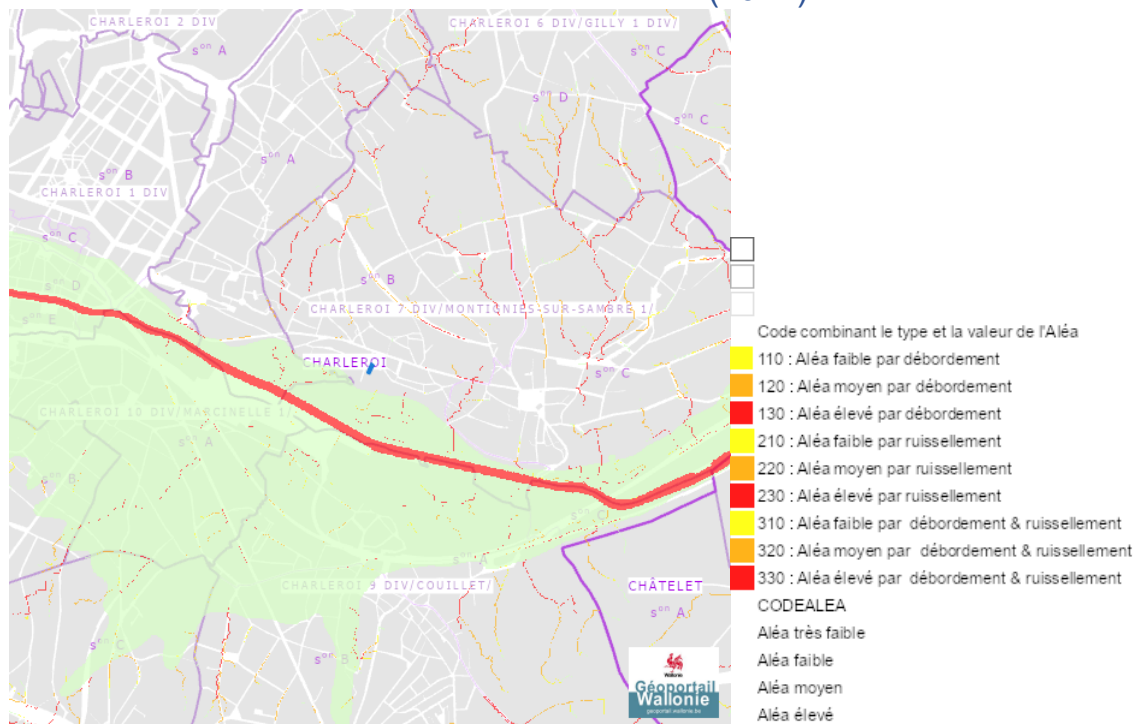 CHARLEROI 2 DIV
CHARLEROI 6 DIV/GILLY 1 DIV/
sᵒⁿ A
sᵒⁿ C
sᵒⁿ D
sᵒⁿ C
sᵒⁿ A
sᵒⁿ B
CHARLEROI 1 DIV
sᵒⁿ C
sᵒⁿ B
sᵒⁿ D
CHARLEROI 7 DIV/MONTIGNIES-SUR-SAMBRE 1/
sᵒⁿ E
CHARLEROI
sᵒⁿ C
CHARLEROI 10 DIV/MARCINELLE 1/
sᵒⁿ A
sᵒⁿ B
sᵒⁿ C
CHARLEROI 9 DIV/COUILLET/
CHÂTELET
sᵒⁿ A
sᵒⁿ C
sᵒⁿ B
Wallonie
Géoportail
Wallonie
geoportail.wallonie.be
Code combinant le type et la valeur de l'Aléa
110 : Aléa faible par débordement
120 : Aléa moyen par débordement
130 : Aléa élevé par débordement
210 : Aléa faible par ruissellement
220 : Aléa moyen par ruissellement
230 : Aléa élevé par ruissellement
310 : Aléa faible par débordement & ruissellement
320 : Aléa moyen par débordement & ruissellement
330 : Aléa élevé par débordement & ruissellement
CODEALEA
Aléa très faible
Aléa faible
Aléa moyen
Aléa élevé